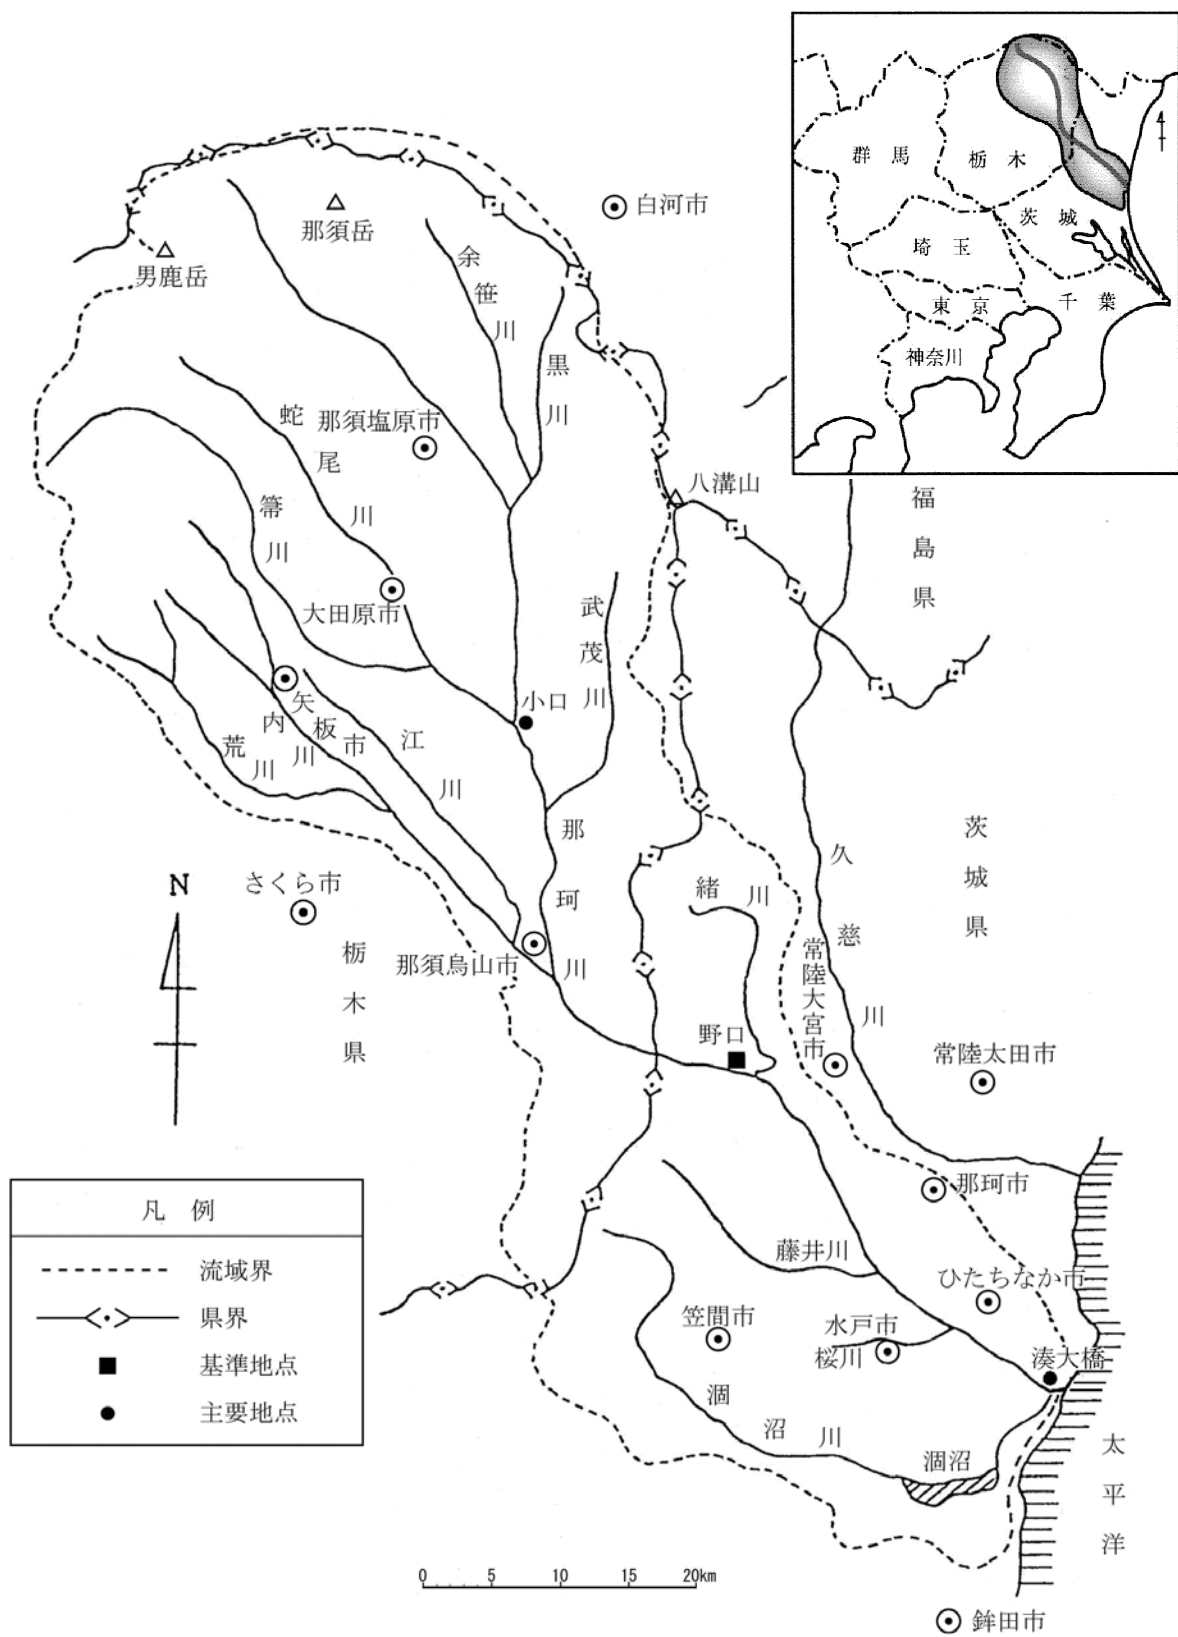 群馬
栃木
茨城
埼玉
東京
千葉
神奈川
白河市
那須岳
男鹿岳
余笹川
黒川
蛇尾川
那須塩原市
八溝山
福島県
箒川
大田原市
武茂川
小口
矢板市
内川
荒川
江川
那珂川
茨城県
久慈川
緒川
N
さくら市
栃木県
那須烏山市
常陸大宮市
野口
常陸太田市
那珂市
藤井川
ひたちなか市
笠間市
水戸市
桜川
湊大橋
涸沼川
涸沼
太平洋
凡例
流域界
県界
基準地点
主要地点
0 5 10 15 20km
鉾田市